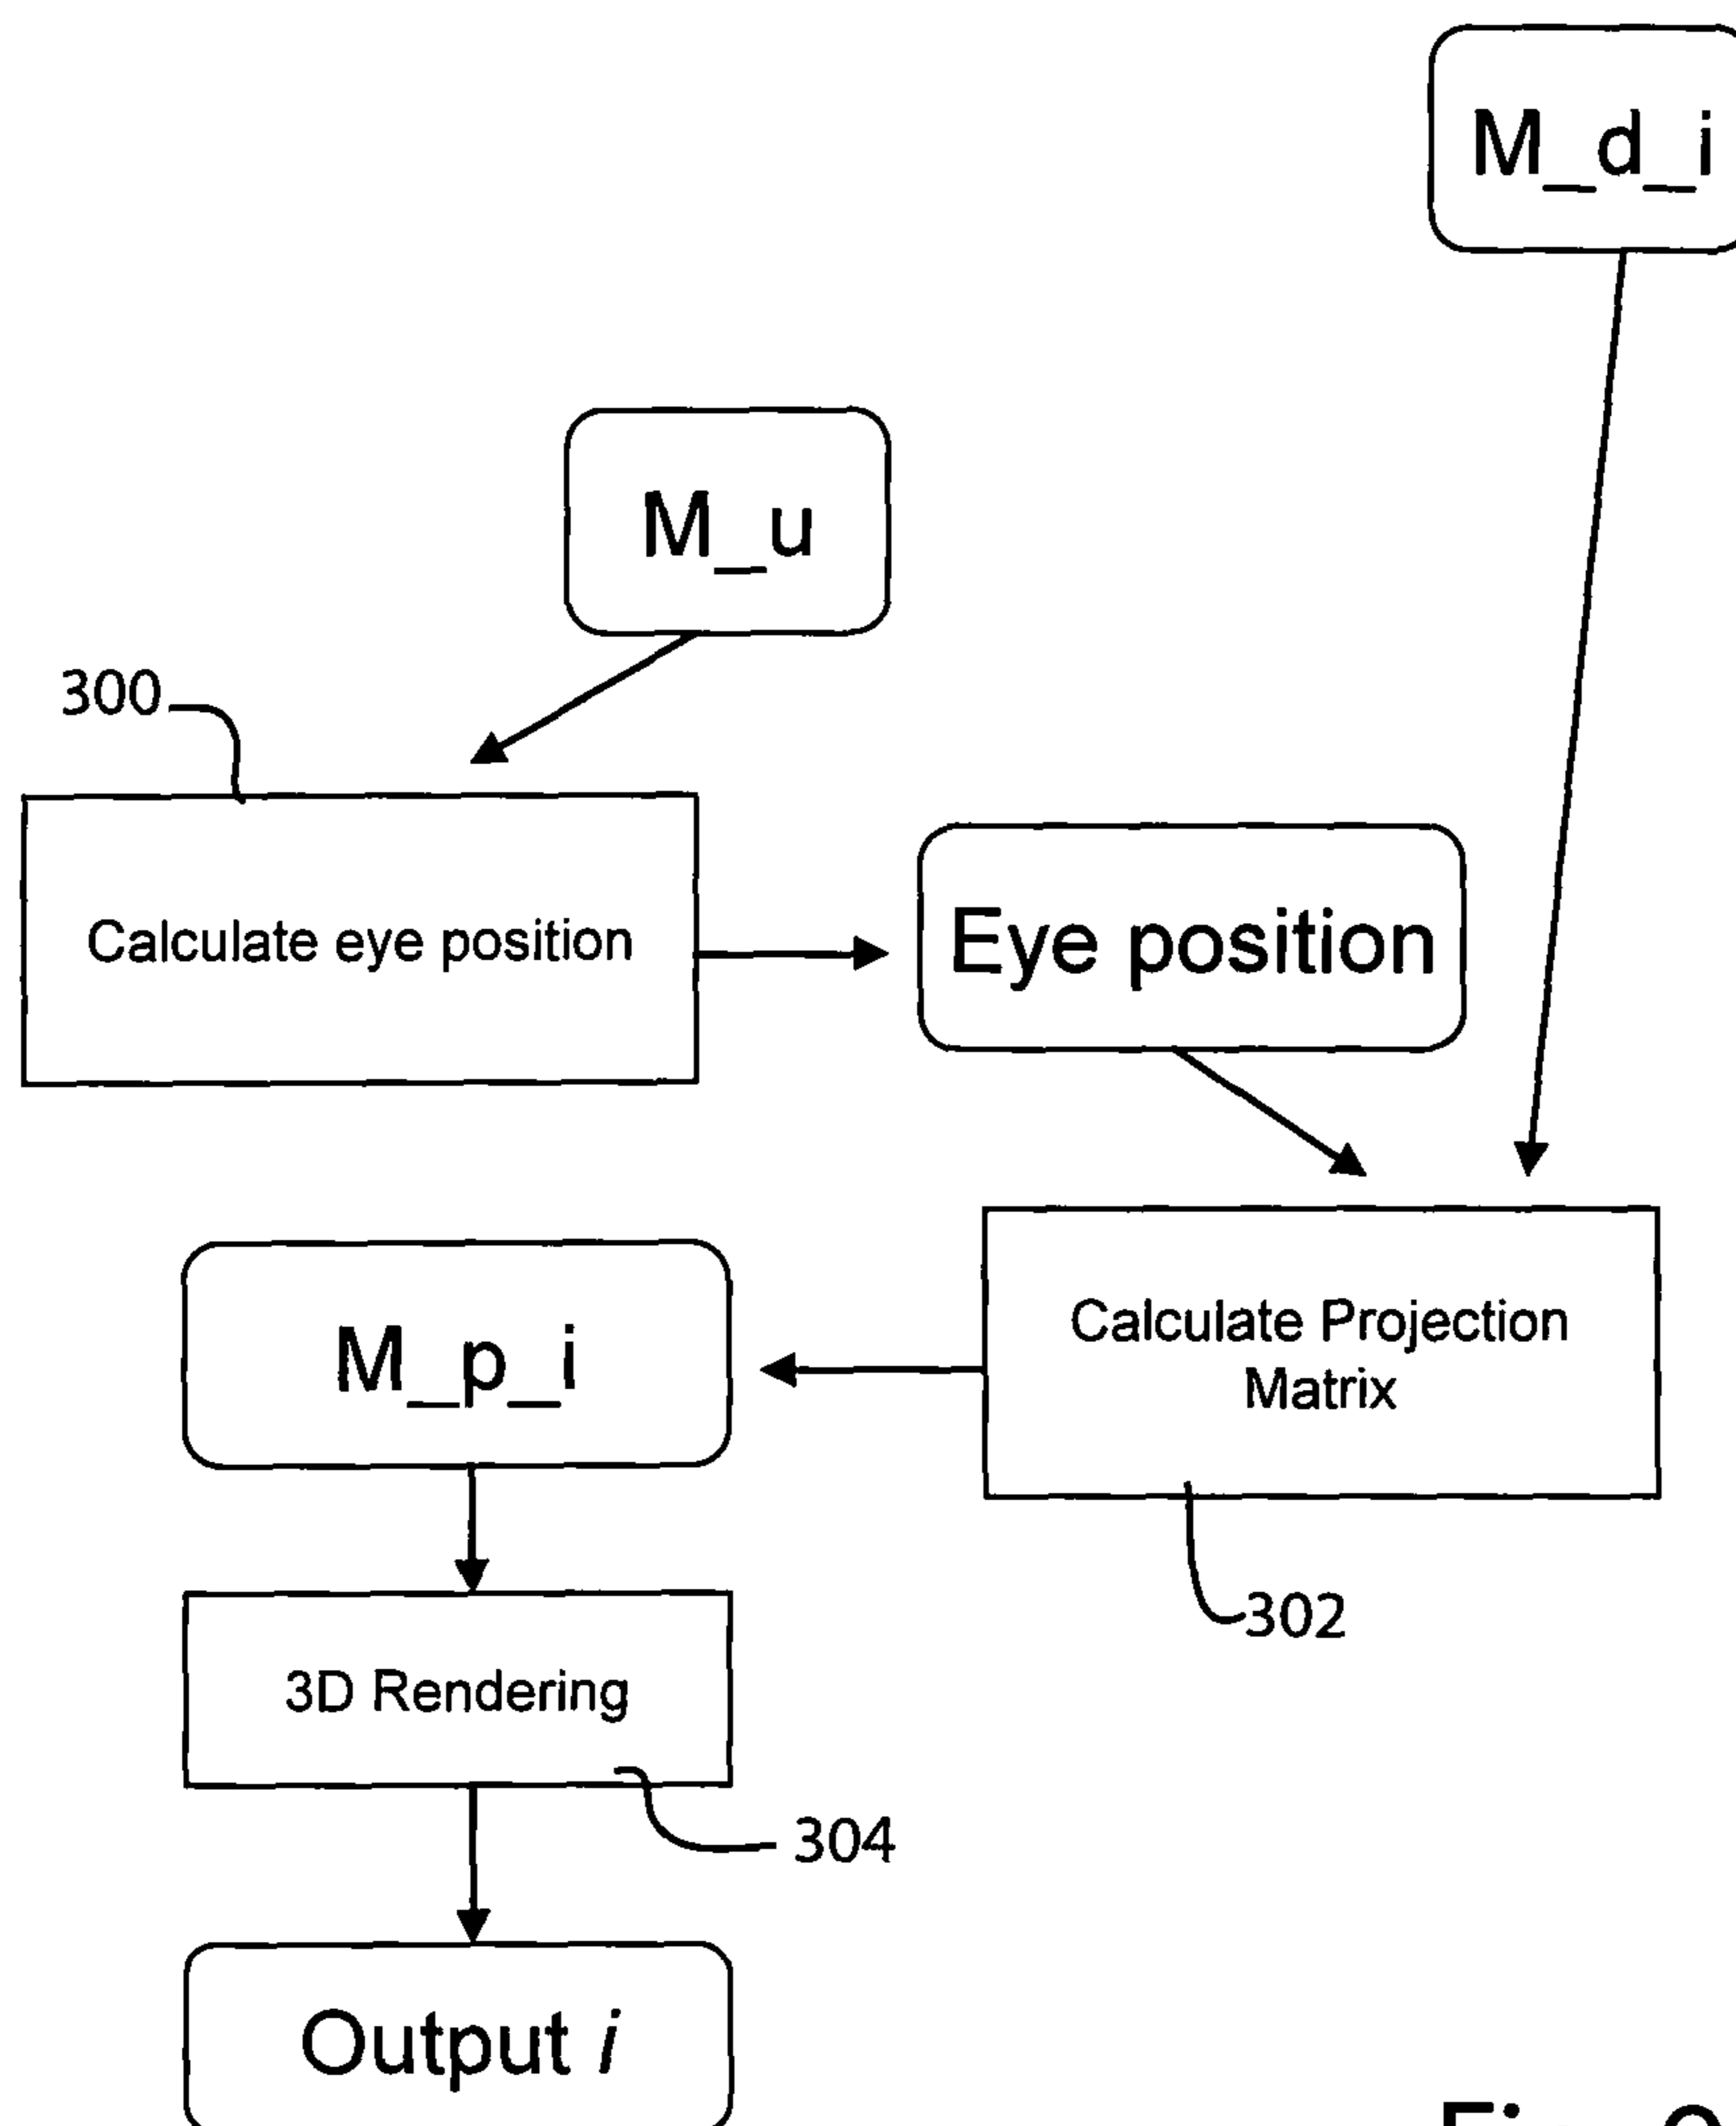 M_d_i
M_u
300
Calculate eye position
Eye position
Calculate Projection
Matrix
M_p_i
302
3D Rendering
304
Output i